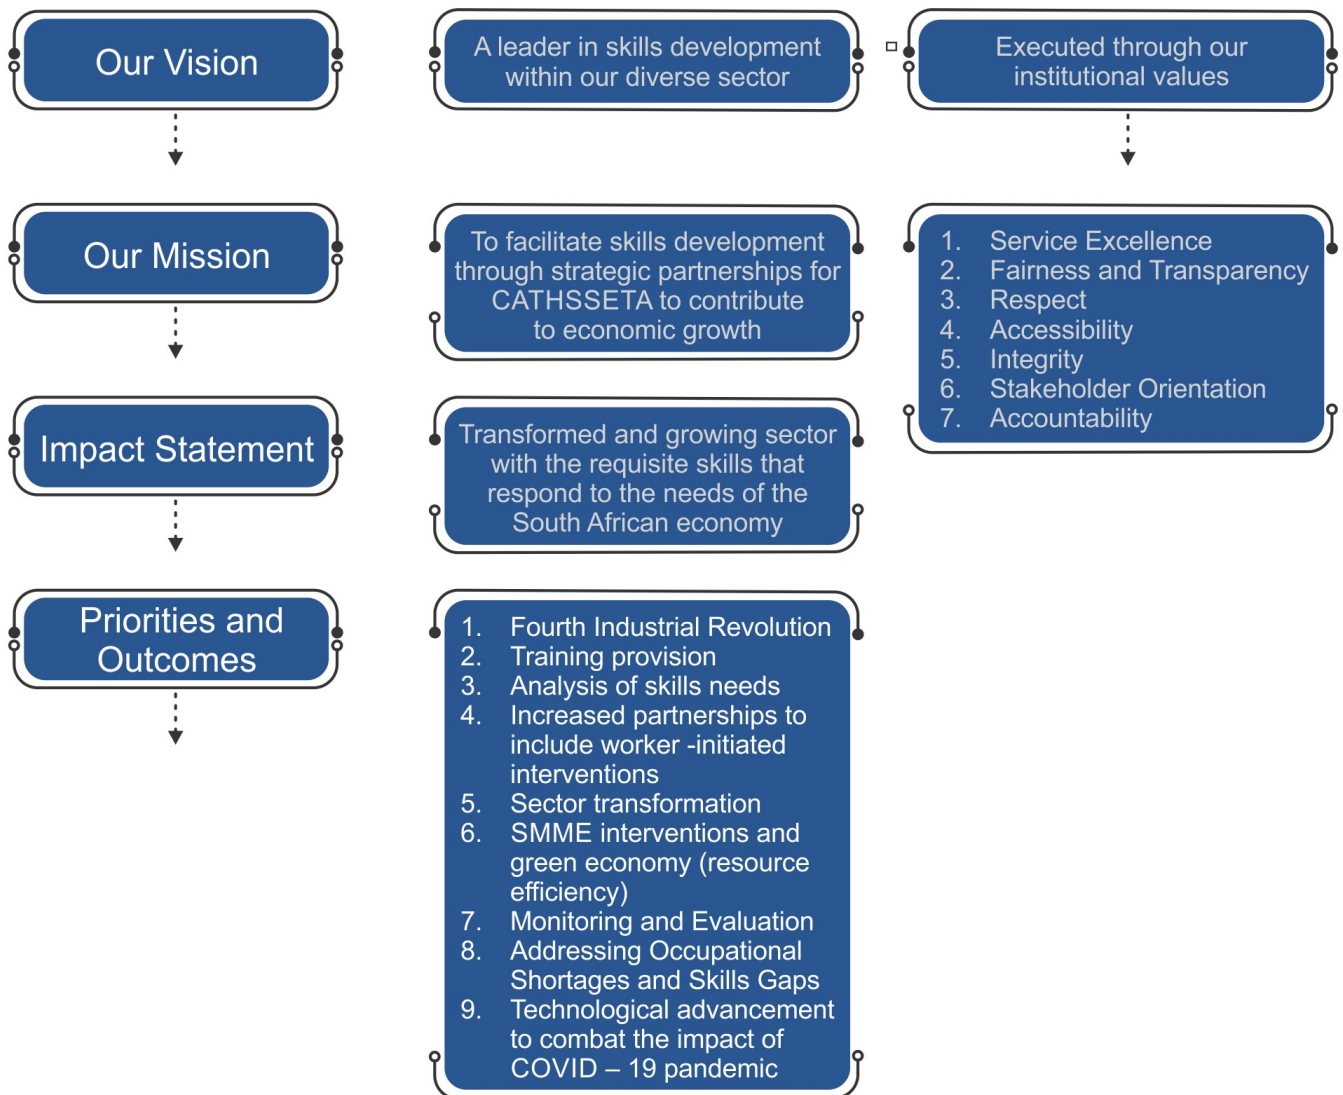 Our Vision
A leader in skills development
within our diverse sector
Executed through our
institutional values
Our Mission
To facilitate skills development
through strategic partnerships for
CATHSSETA to contribute
to economic growth
1. Service Excellence
2. Fairness and Transparency
3. Respect
4. Accessibility
5. Integrity
6. Stakeholder Orientation
7. Accountability
Impact Statement
Transformed and growing sector
with the requisite skills that
respond to the needs of the
South African economy
Priorities and
Outcomes
1. Fourth Industrial Revolution
2. Training provision
3. Analysis of skills needs
4. Increased partnerships to
include worker -initiated
interventions
5. Sector transformation
6. SMME interventions and
green economy (resource
efficiency)
7. Monitoring and Evaluation
8. Addressing Occupational
Shortages and Skills Gaps
9. Technological advancement
to combat the impact of
COVID – 19 pandemic